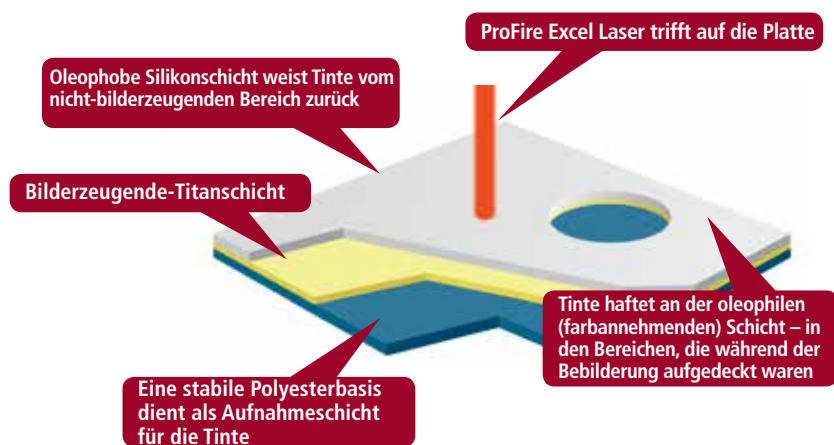 ProFire Excel Laser trifft auf die Platte
Oleophobe Silikonschicht weist Tinte vom
nicht-bilderzeugenden Bereich zurück
Bilderzeugende-Titanschicht
Tinte haftet an der oleophilen
(farbannehmenden) Schicht – in
den Bereichen, die während der
Bebilderung aufgedeckt waren
Eine stabile Polyesterbasis
dient als Aufnahmeschicht
für die Tinte